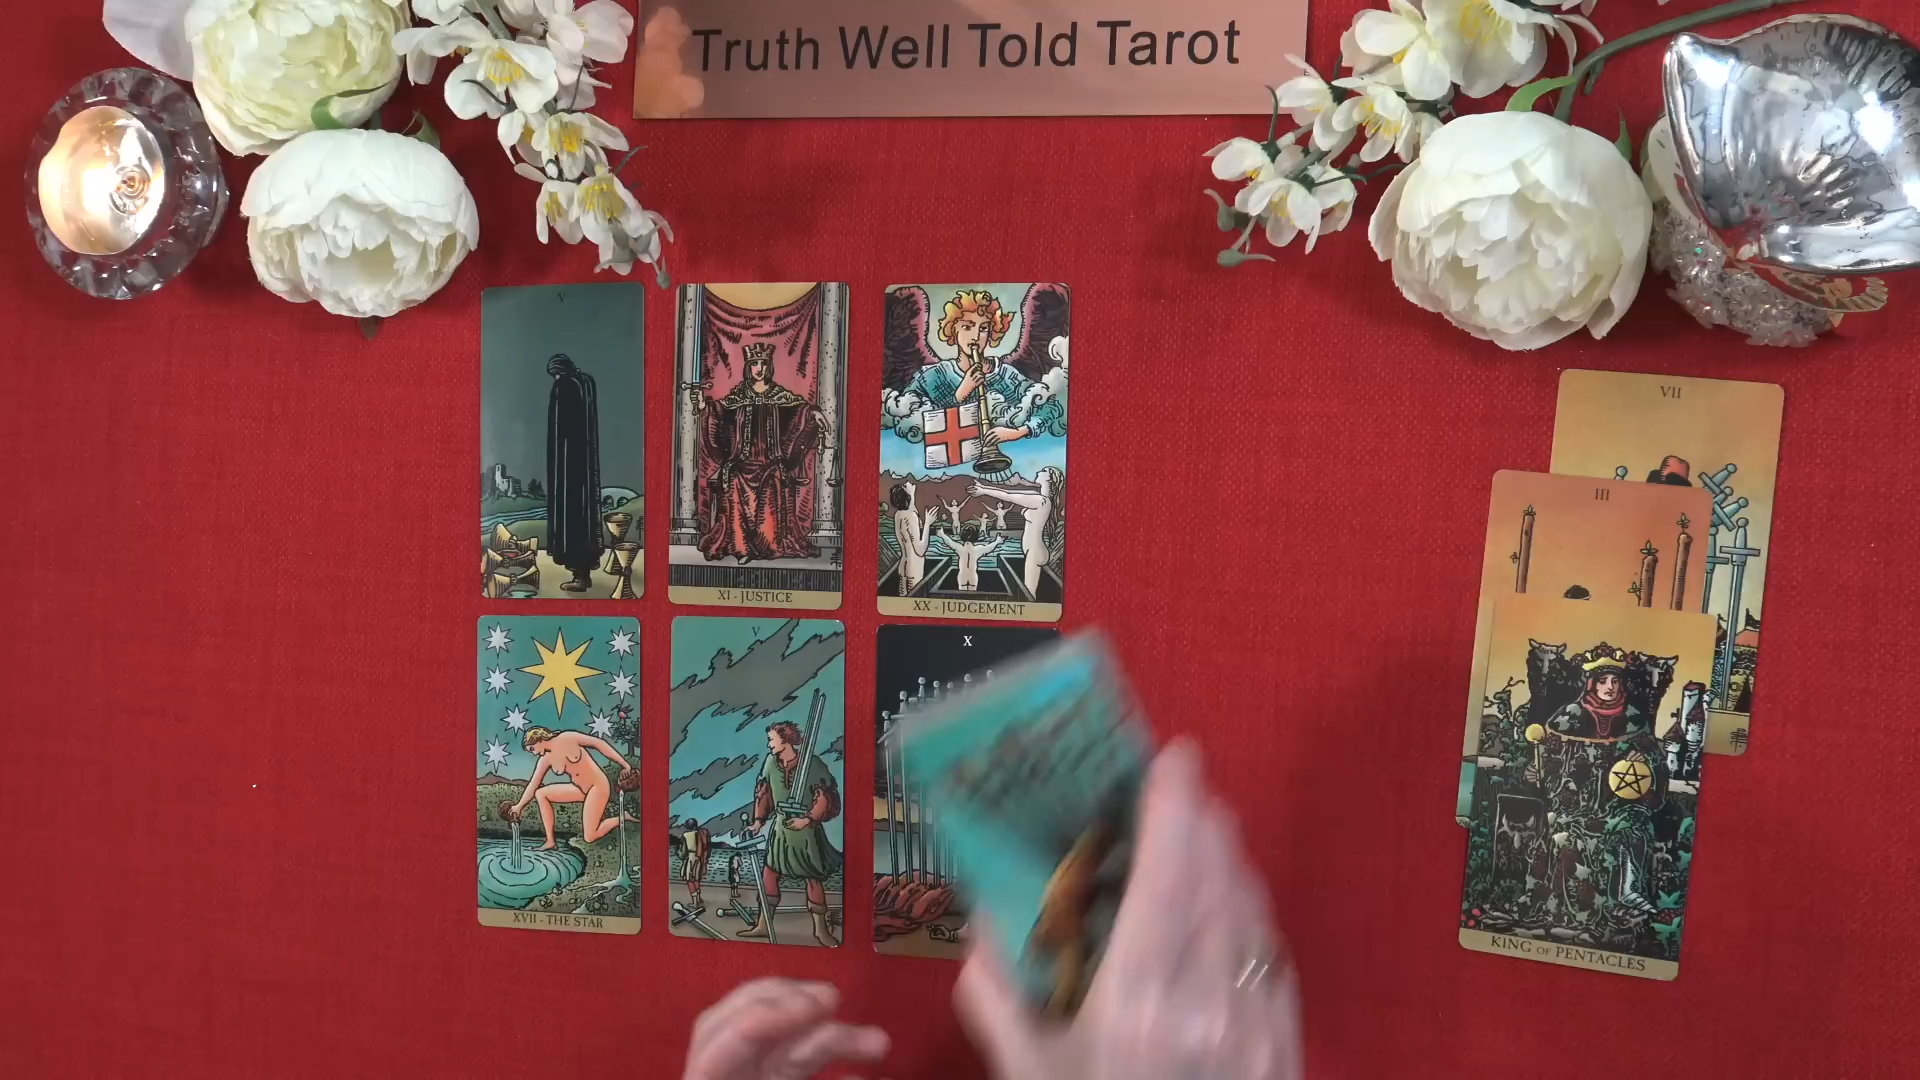 Truth Well Told Tarot
V
XI - JUSTICE
XX - JUDGEMENT
XVII - THE STAR
V
X
VII
III
KING OF PENTACLES